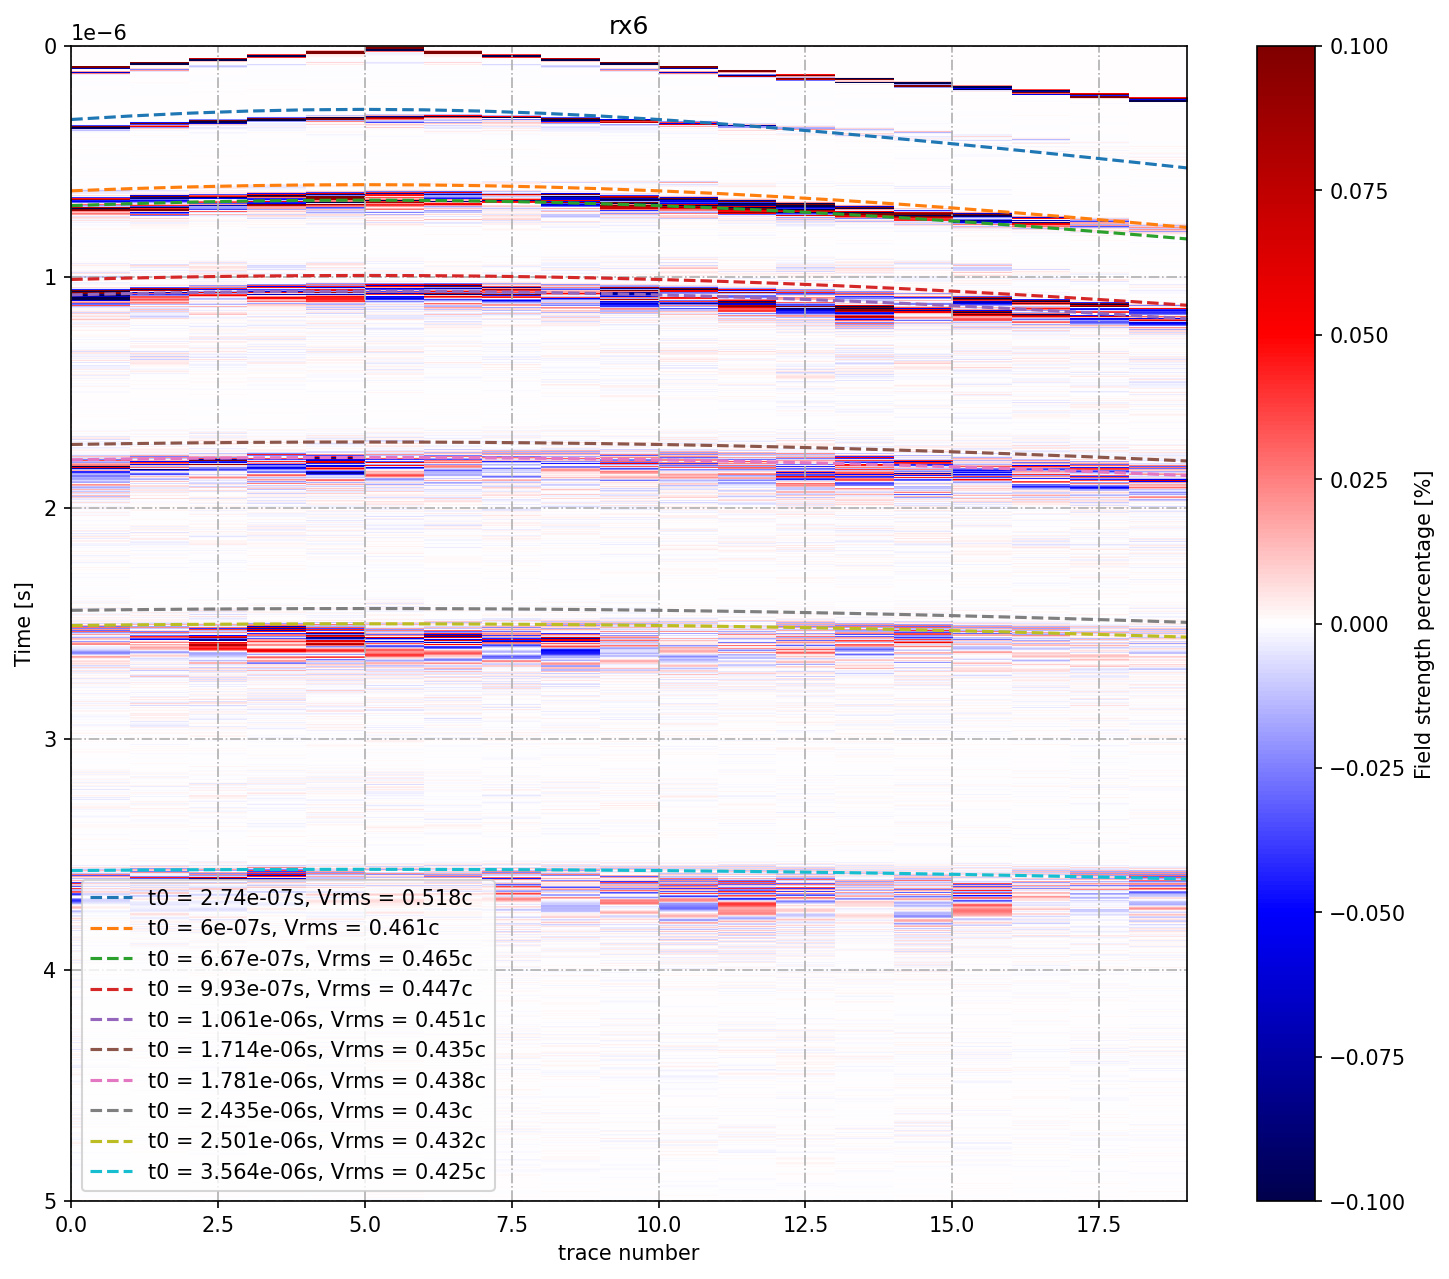 rx6
1e−6
0
1
2
3
4
5
Time [s]
0.0
2.5
5.0
7.5
10.0
12.5
15.0
17.5
trace number
t0 = 2.74e-07s, Vrms = 0.518c
t0 = 6e-07s, Vrms = 0.461c
t0 = 6.67e-07s, Vrms = 0.465c
t0 = 9.93e-07s, Vrms = 0.447c
t0 = 1.061e-06s, Vrms = 0.451c
t0 = 1.714e-06s, Vrms = 0.435c
t0 = 1.781e-06s, Vrms = 0.438c
t0 = 2.435e-06s, Vrms = 0.43c
t0 = 2.501e-06s, Vrms = 0.432c
t0 = 3.564e-06s, Vrms = 0.425c
0.100
0.075
0.050
0.025
0.000
−0.025
−0.050
−0.075
−0.100
Field strength percentage [%]